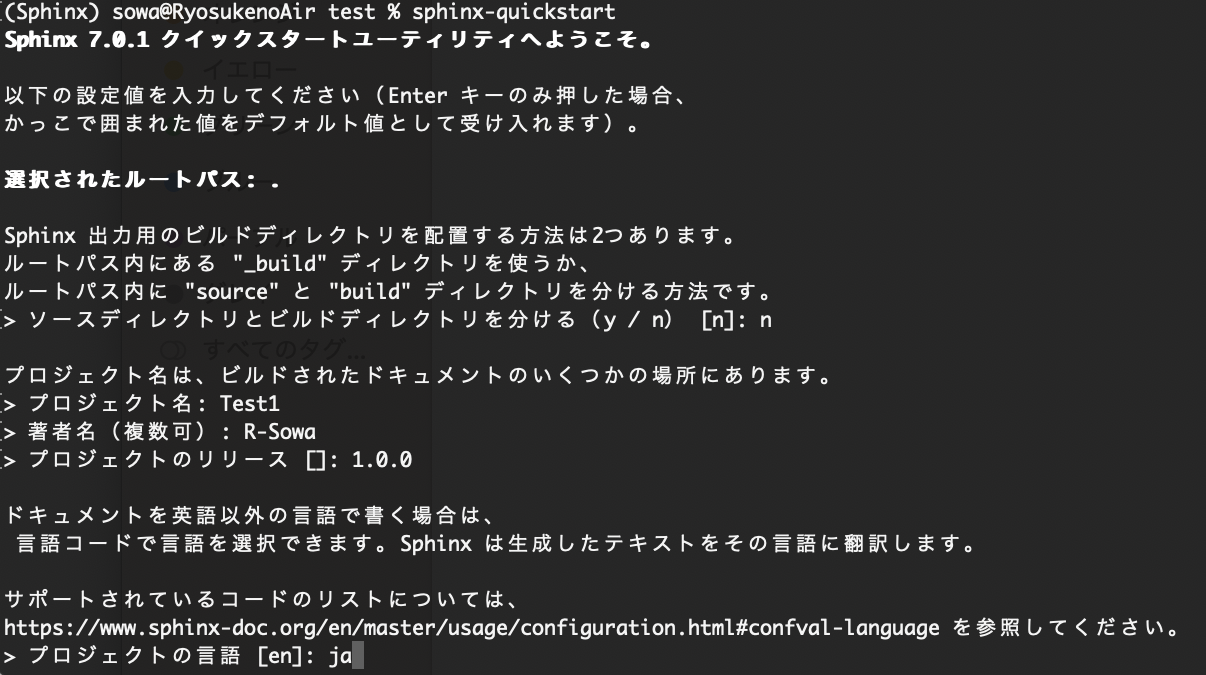 (Sphinx) sowa@RyosukenoAir test % sphinx-quickstart
Sphinx 7.0.1 クイックスタートユーティリティへようこそ。
イエロー
以下の設定値を入力してください（Enter キーのみ押した場合、
かっこで囲まれた値をデフォルト値として受け入れます）。
選択されたルートパス: .
Sphinx 出力用のビルドディレクトリを配置する方法は2つあります。
ルートパス内にある "_build" ディレクトリを使うか、
ルートパス内に "source" と "build" ディレクトリを分ける方法です。
> ソースディレクトリとビルドディレクトリを分ける（y / n） [n]: n
すべてのタグ...
プロジェクト名は、ビルドされたドキュメントのいくつかの場所にあります。
> プロジェクト名: Test1
> 著者名（複数可）: R-Sowa
> プロジェクトのリリース []: 1.0.0
ドキュメントを英語以外の言語で書く場合は、
言語コードで言語を選択できます。Sphinx は生成したテキストをその言語に翻訳します。
サポートされているコードのリストについては、
https://www.sphinx-doc.org/en/master/usage/configuration.html#confval-language を参照してください。
> プロジェクトの言語 [en]: ja